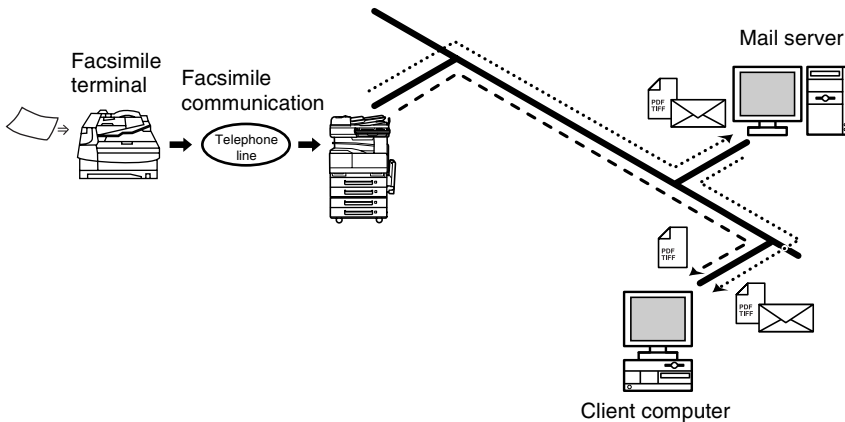 Facsimile
terminal
Facsimile
communication
Telephone
line
Mail server
PDF
TIFF
PDF
TIFF
PDF
TIFF
Client computer